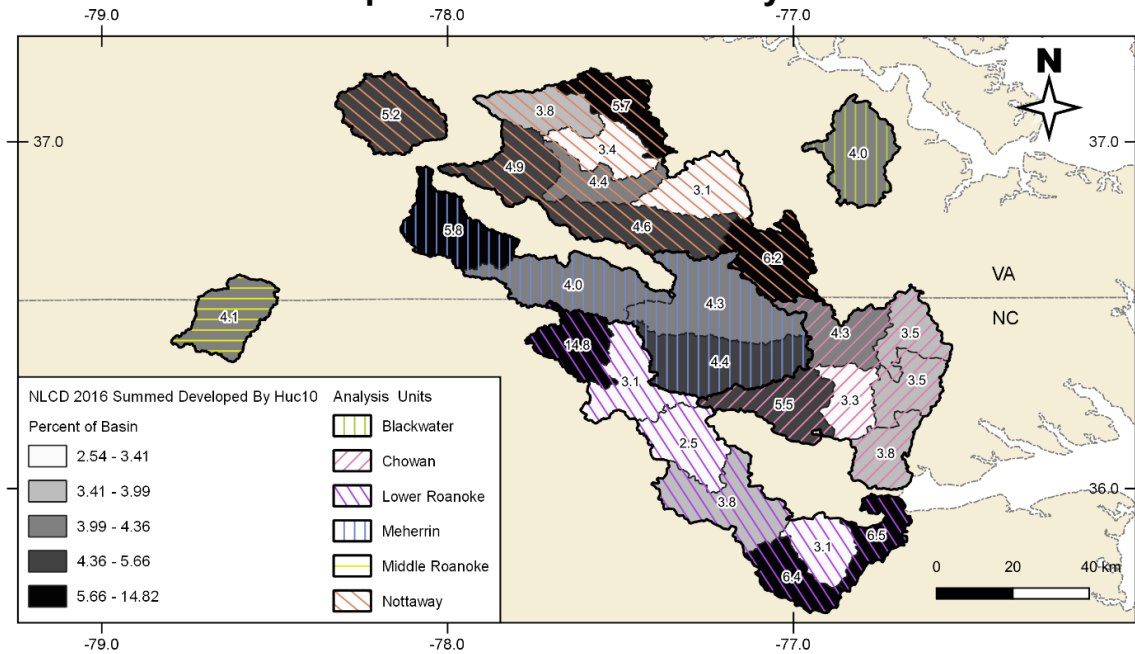 -79.0 -78.0 -77.0
N
37.0 37.0
5.2 3.8 5.7
3.4
4.0
4.9 4.4 3.1
4.6
5.8 6.2
4.0 4.3
VA
4.1
NC
14.8 4.3 3.5
3.1 4.4 3.5
5.5 3.3
2.5 3.8
3.8
36.0
6.5
3.1
6.4
NLCD 2016 Summed Developed By Huc10
Percent of Basin
2.54 - 3.41
3.41 - 3.99
3.99 - 4.36
4.36 - 5.66
5.66 - 14.82
Analysis Units
Blackwater
Chowan
Lower Roanoke
Meherrin
Middle Roanoke
Nottaway
0 20 40 km
-79.0 -78.0 -77.0